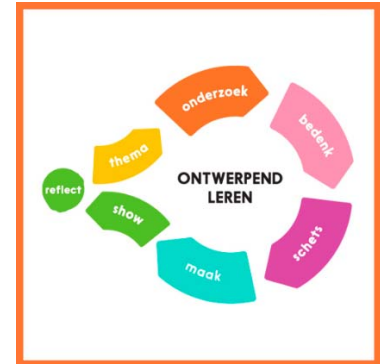 onderzoek
bedenk
thema
reflect
ONTWERPEND
LEREN
show
schets
maak